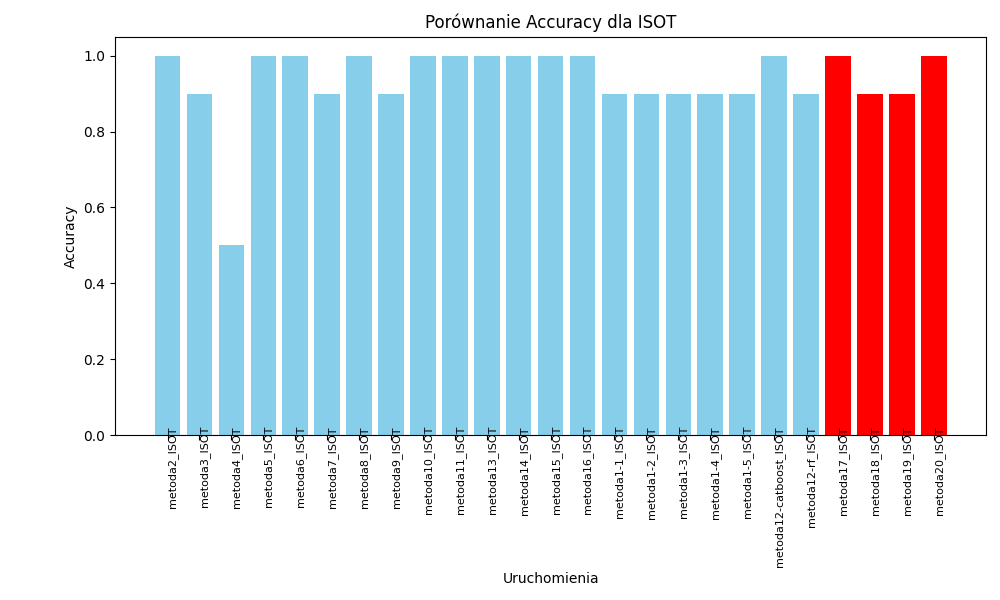 Porównanie Accuracy dla ISOT
Accuracy
1.0
0.8
0.6
0.4
0.2
0.0
metoda2_ISOT
metoda3_ISOT
metoda4_ISOT
metoda5_ISOT
metoda6_ISOT
metoda7_ISOT
metoda8_ISOT
metoda9_ISOT
metoda10_ISOT
metoda11_ISOT
metoda13_ISOT
metoda14_ISOT
metoda15_ISOT
metoda16_ISOT
metoda1-1_ISOT
metoda1-2_ISOT
metoda1-3_ISOT
metoda1-4_ISOT
metoda1-5_ISOT
metoda12-catboost_ISOT
metoda12-rf_ISOT
metoda17_ISOT
metoda18_ISOT
metoda19_ISOT
metoda20_ISOT
Uruchomienia